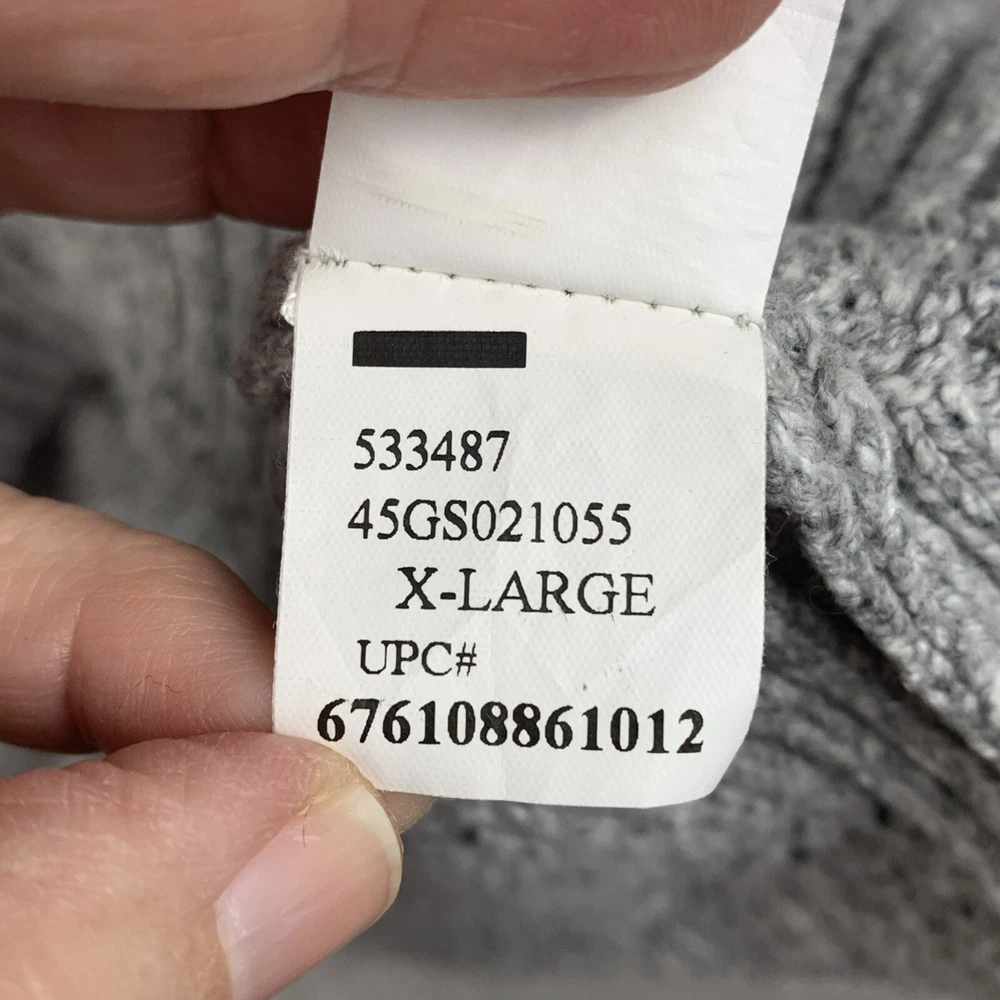 533487
45GS021055
X-LARGE
UPC#
676108861012